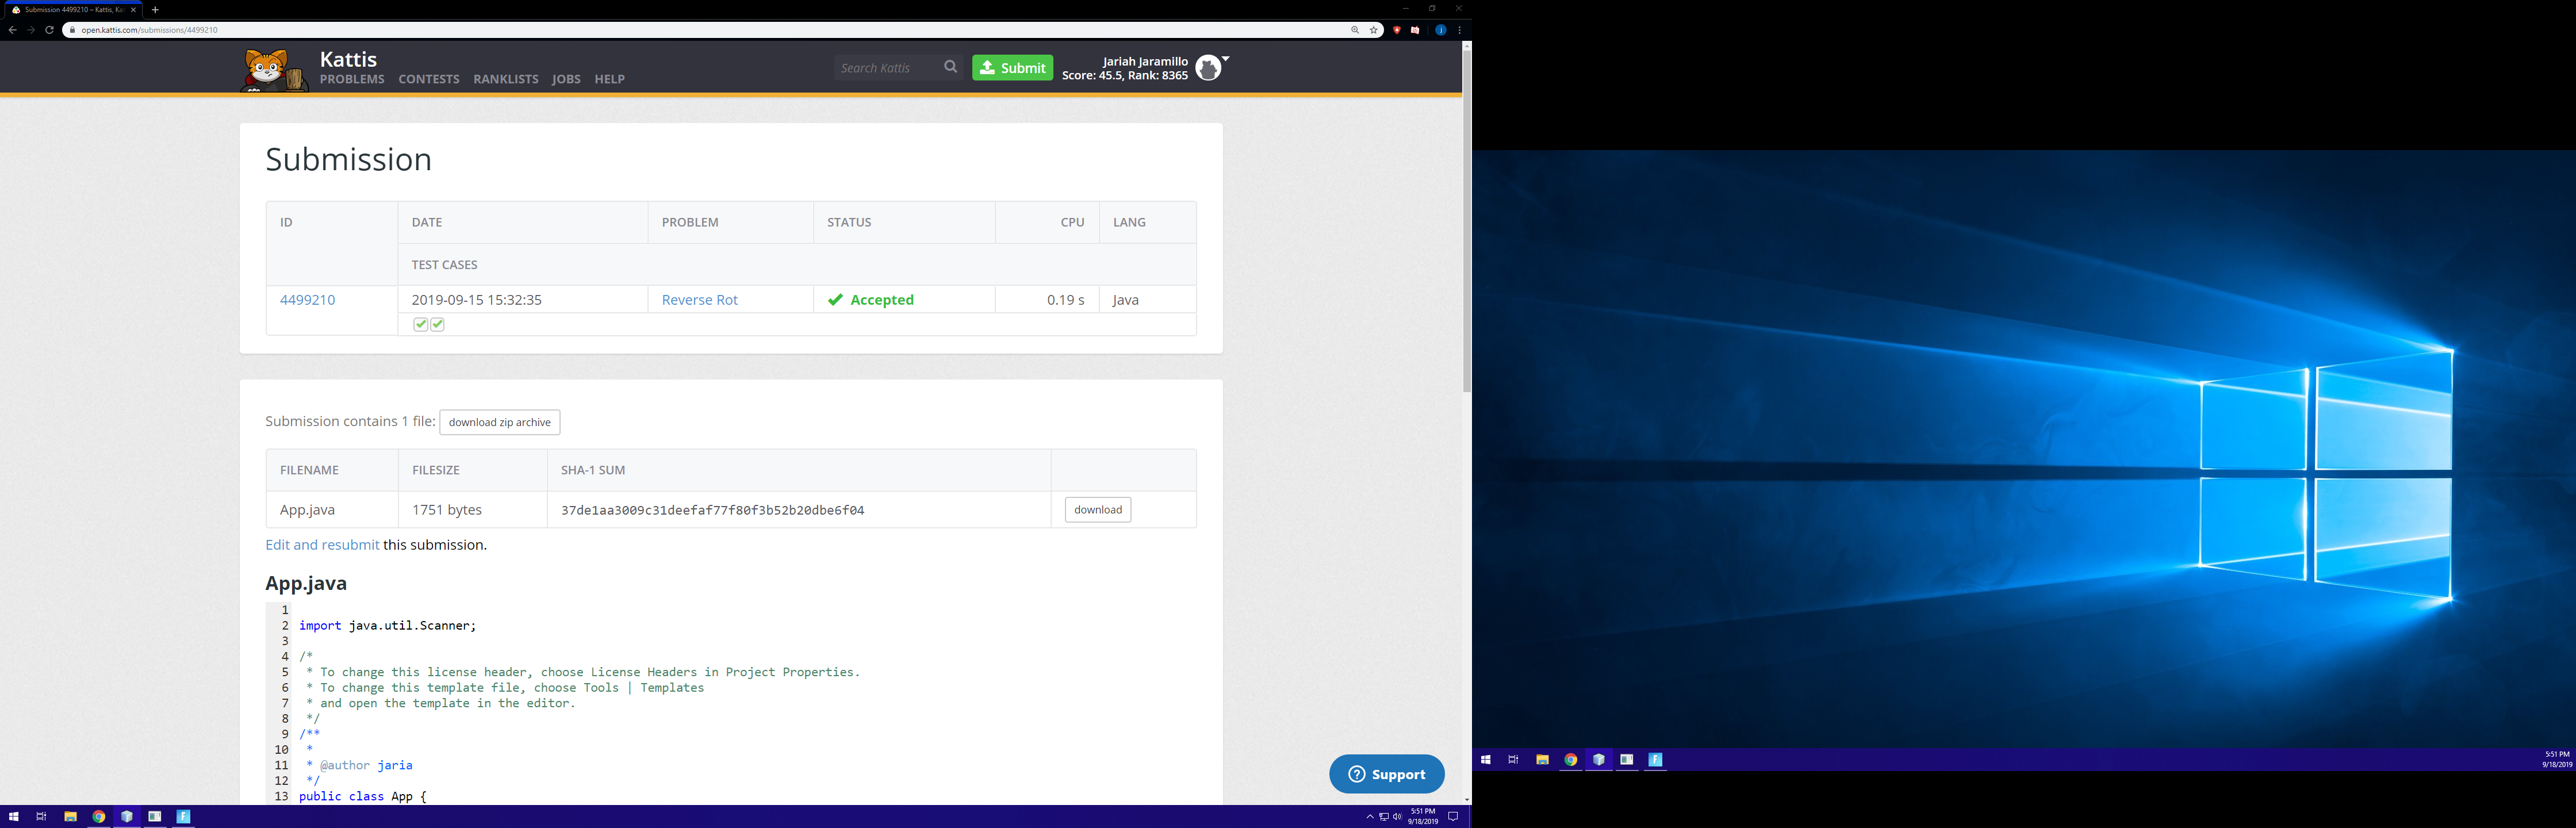 Submission 4499210 – Kattis, Ka
open.kattis.com/submissions/4499210
Kattis
PROBLEMS CONTESTS RANKLISTS JOBS HELP
Search Kattis
Submit
Jariah Jaramillo
Score: 45.5, Rank: 8365
Submission
ID DATE PROBLEM STATUS CPU LANG
TEST CASES
4499210 2019-09-15 15:32:35 Reverse Rot Accepted 0.19 s Java
Submission contains 1 file: download zip archive
FILENAME FILESIZE SHA-1 SUM
App.java 1751 bytes 37de1aa3009c31deefaf77f80f3b52b20dbe6f04 download
Edit and resubmit this submission.
App.java
1
2 import java.util.Scanner;
3
4 /*
5 * To change this license header, choose License Headers in Project Properties.
6 * To change this template file, choose Tools | Templates
7 * and open the template in the editor.
8 */
9 /**
10 *
11 * @author jaria
12 */
13 public class App {
Support
5:51 PM
9/18/2019
5:51 PM
9/18/2019